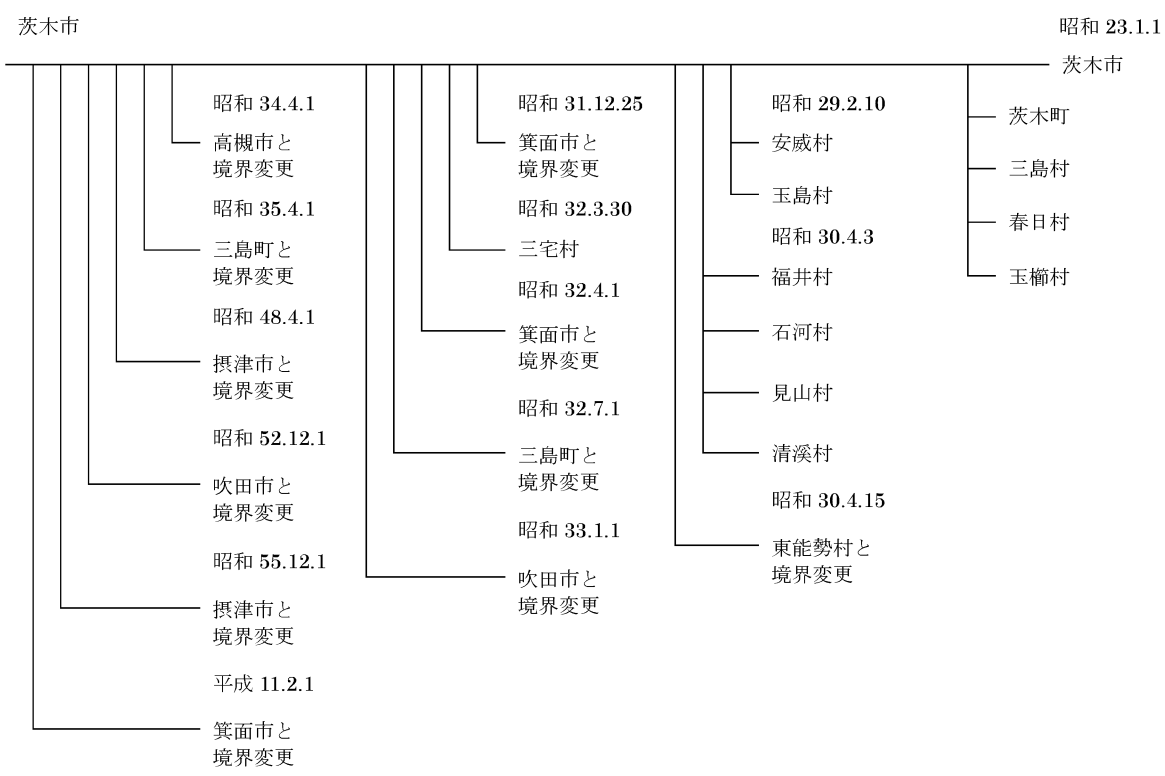 茨木市
昭和 23.1.1
茨木市
茨木町
三島村
春日村
玉櫛村
昭和 29.2.10
安威村
玉島村
昭和 30.4.3
福井村
石河村
見山村
清溪村
昭和 30.4.15
東能勢村と
境界変更
昭和 31.12.25
箕面市と
境界変更
昭和 32.3.30
三宅村
昭和 32.4.1
箕面市と
境界変更
昭和 32.7.1
三島町と
境界変更
昭和 33.1.1
吹田市と
境界変更
昭和 34.4.1
高槻市と
境界変更
昭和 35.4.1
三島町と
境界変更
昭和 48.4.1
摂津市と
境界変更
昭和 52.12.1
吹田市と
境界変更
昭和 55.12.1
摂津市と
境界変更
平成 11.2.1
箕面市と
境界変更